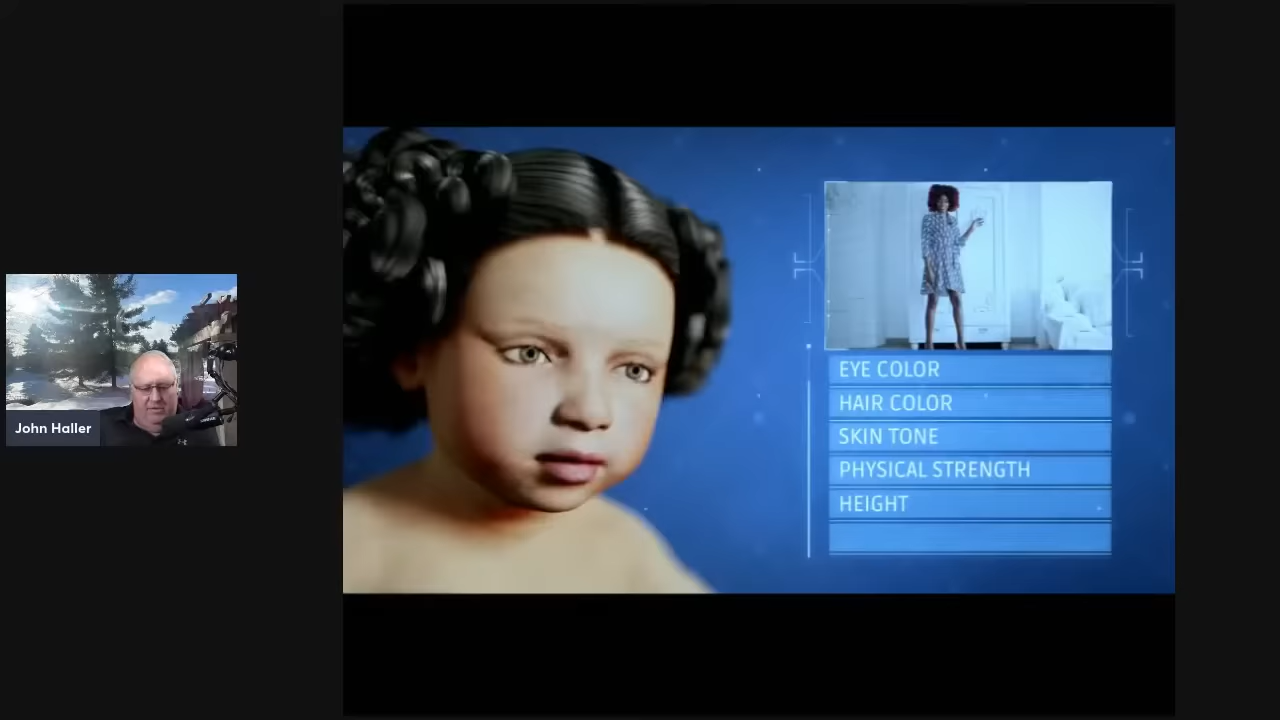 John Haller
EYE COLOR
HAIR COLOR
SKIN TONE
PHYSICAL STRENGTH
HEIGHT